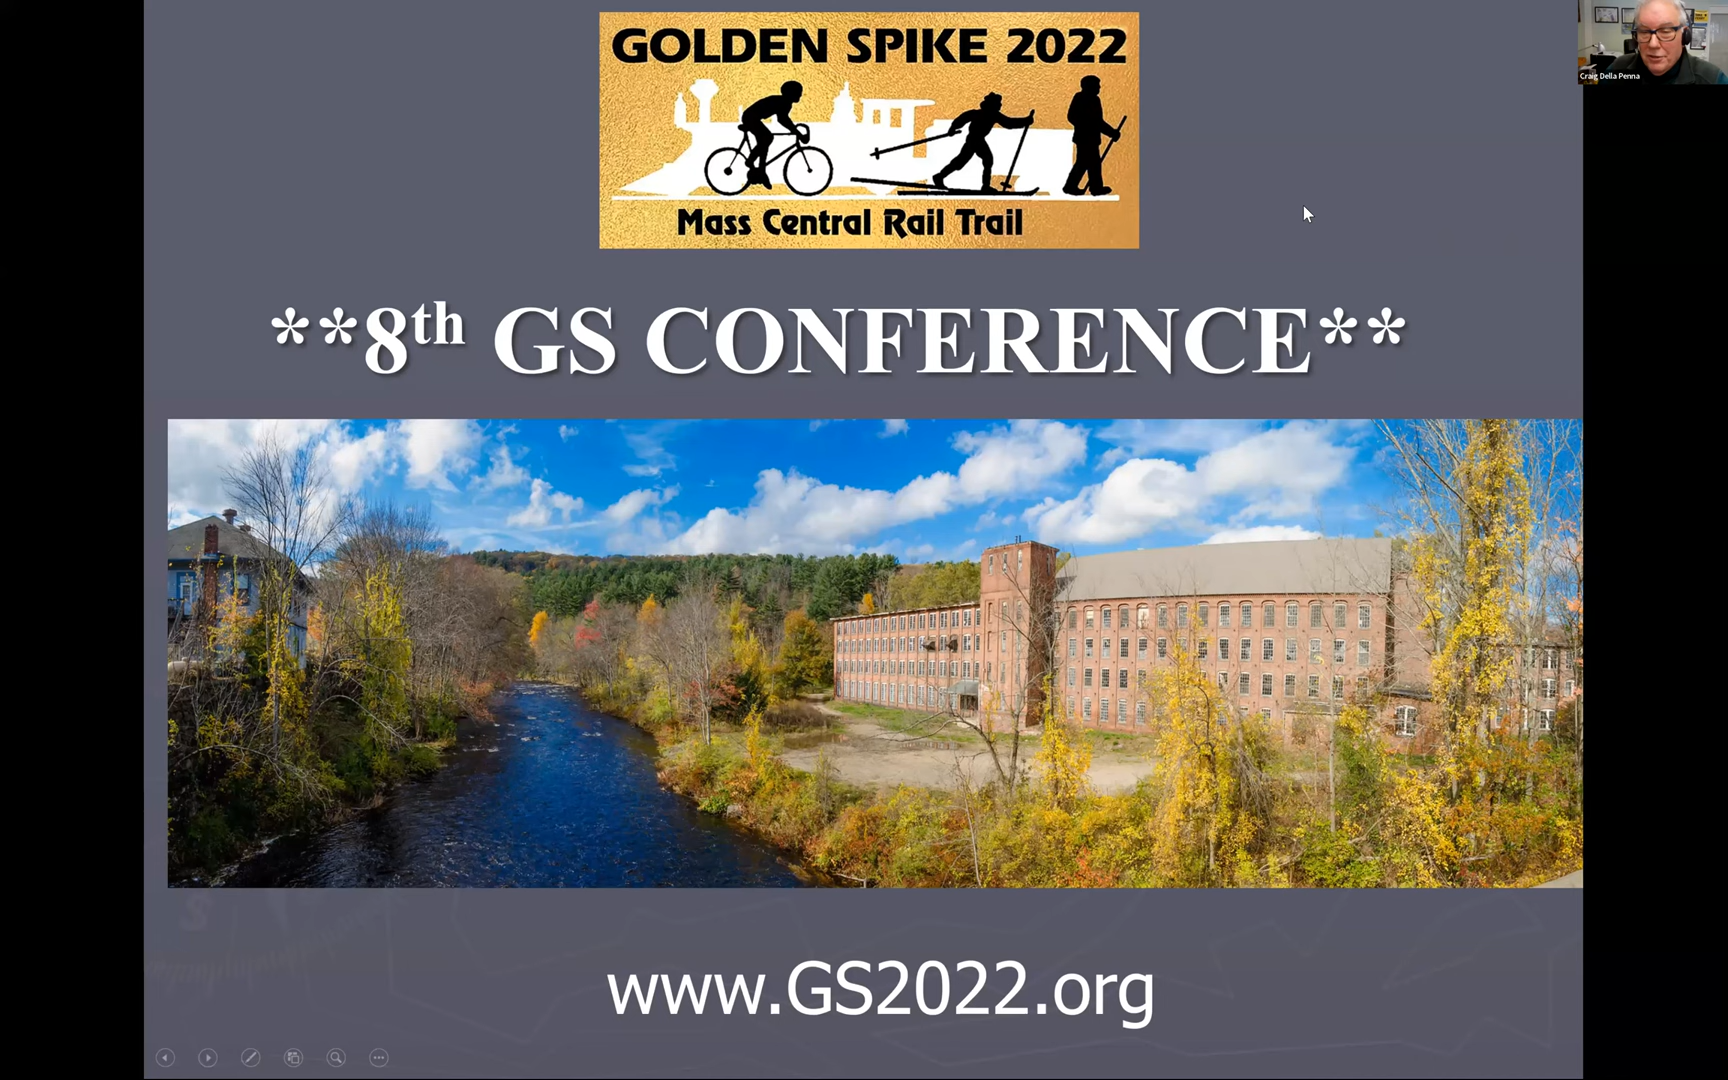 GOLDEN SPIKE 2022
Mass Central Rail Trail
Craig Della Penna
**8th GS CONFERENCE**
www.GS2022.org